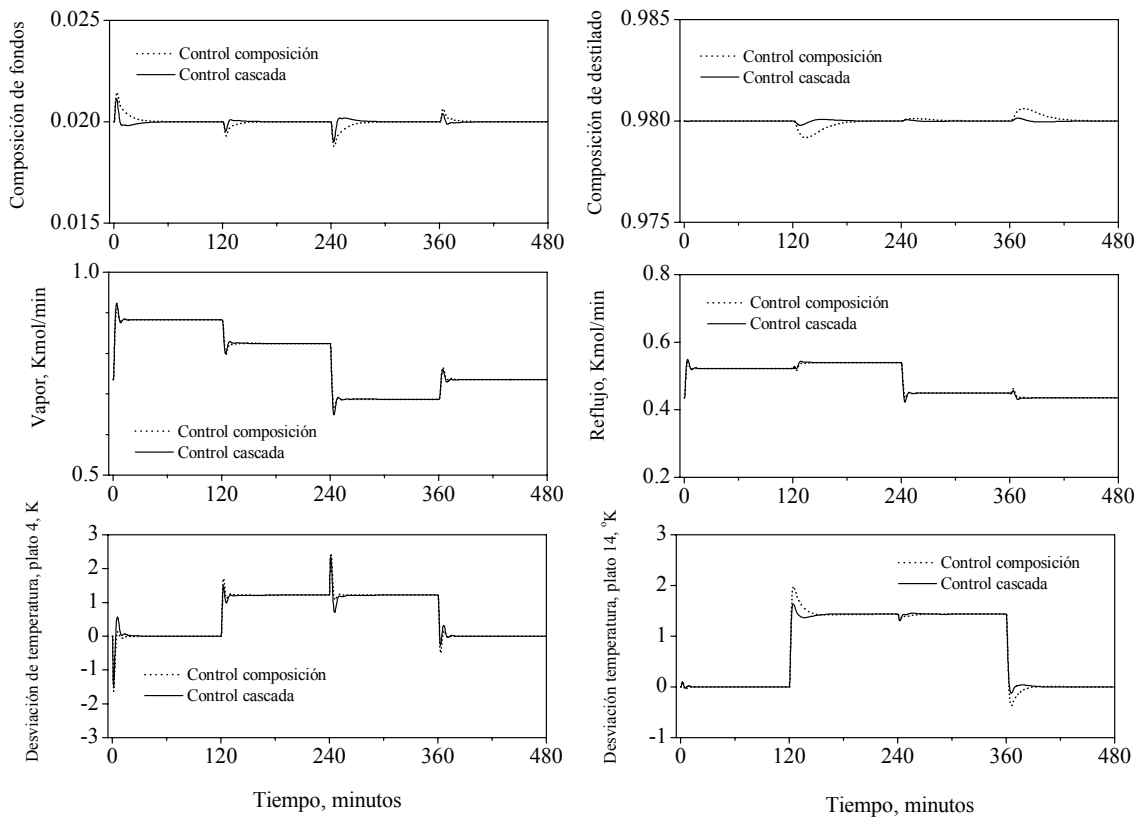 Composición de fondos
0.025
0.020
0.015
Control composición
Control cascada
0 120 240 360 480
Composición de destilado
0.985
0.980
0.975
Control composición
Control cascada
0 120 240 360 480
Vapor, Kmol/min
1.0
0.5
Control composición
Control cascada
0 120 240 360 480
Reflujo, Kmol/min
0.8
0.6
0.4
0.2
Control composición
Control cascada
0 120 240 360 480
Desviación de temperatura, plato 4, K
3
2
1
0
-1
-2
-3
Control composición
Control cascada
0 120 240 360 480
Tiempo, minutos
Desviación temperatura, plato 14, °K
3
2
1
0
-1
Control composición
Control cascada
0 120 240 360 480
Tiempo, minutos